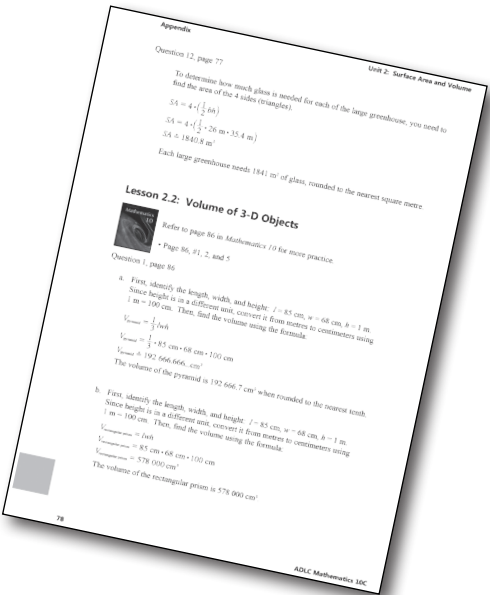 Appendix
Unit 2: Surface Area and Volume
Question 12, page 77
To determine how much glass is needed for each of the large greenhouse, you need to
find the area of the 4 sides (triangles).
SA = 4 • (1/2 bh)
SA = 4 • (1/2 • 26 m • 35.4 m)
SA ≐ 1840.8 m²
Each large greenhouse needs 1841 m² of glass, rounded to the nearest square metre.
Lesson 2.2: Volume of 3-D Objects
Mathematics
10
Refer to page 86 in Mathematics 10 for more practice.
• Page 86, #1, 2, and 5
Question 1, page 86
a. First, identify the length, width, and height: l = 85 cm, w = 68 cm, h = 1 m.
Since height is in a different unit, convert it from metres to centimeters using
1 m = 100 cm. Then, find the volume using the formula:
V pyramid = 1/3 lwh
V pyramid = 1/3 • 85 cm • 68 cm • 100 cm
V pyramid = 192 666.666...cm³
The volume of the pyramid is 192 666.7 cm³ when rounded to the nearest tenth.
b. First, identify the length, width, and height: l = 85 cm, w = 68 cm, h = 1 m.
Since height is in a different unit, convert it from metres to centimeters using
1 m = 100 cm. Then, find the volume using the formula:
V rectangular prism = lwh
V rectangular prism = 85 cm • 68 cm • 100 cm
V rectangular prism = 578 000 cm³
The volume of the rectangular prism is 578 000 cm³
78
ADLC Mathematics 10C